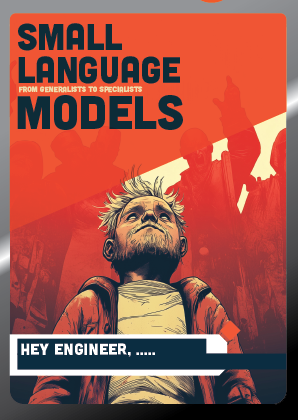 SMALL
LANGUAGE
FROM GENERALISTS TO SPECIALISTS
MODELS
HEY ENGINEER, .....